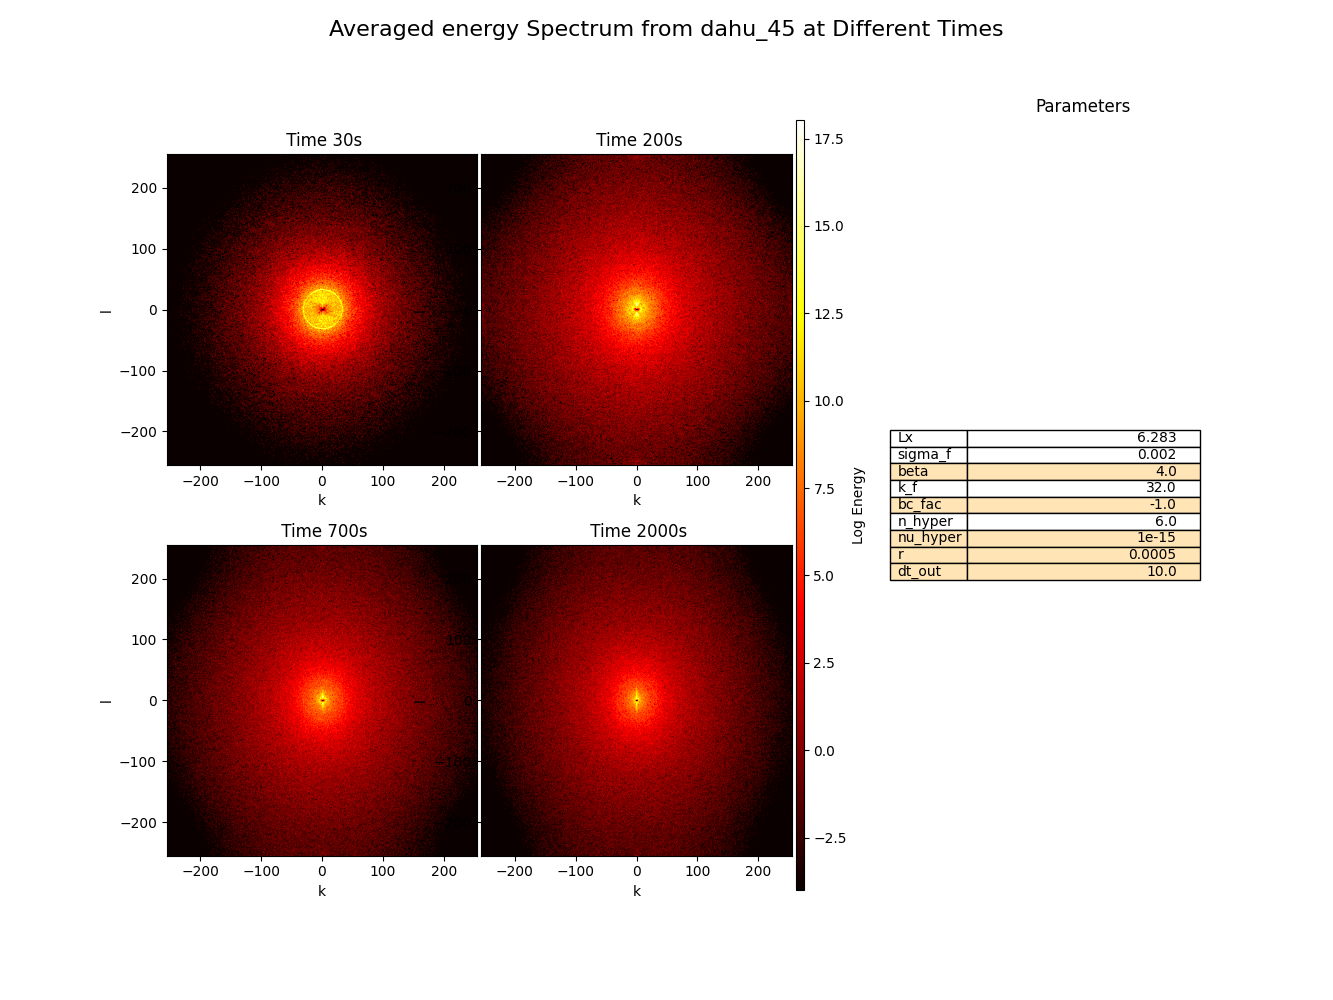 Averaged energy Spectrum from dahu_45 at Different Times
Time 30s
Time 200s
Parameters
200
100
0
−100
−200
l
−200 −100 0 100 200
k
−200 −100 0 100 200
k
Time 700s
Time 2000s
200
100
0
−100
−200
l
100
0
−100
l
−200 −100 0 100 200
k
−200 −100 0 100 200
k
17.5
15.0
12.5
10.0
7.5
5.0
2.5
0.0
−2.5
Log Energy
Lx 6.283
sigma_f 0.002
beta 4.0
k_f 32.0
bc_fac -1.0
n_hyper 6.0
nu_hyper 1e-15
r 0.0005
dt_out 10.0